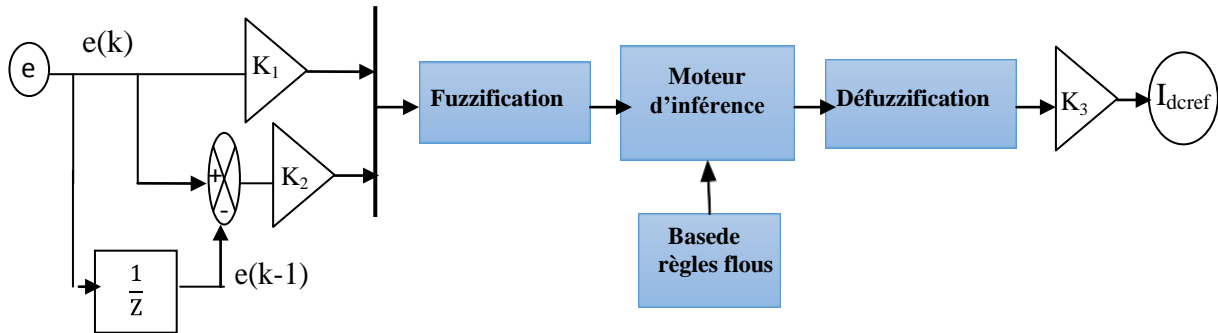 e
e(k)
K1
+
-
K2
1
Z
e(k-1)
Fuzzification
Moteur
d'inférence
Basede
règles flous
Défuzzification
K3
Idcref